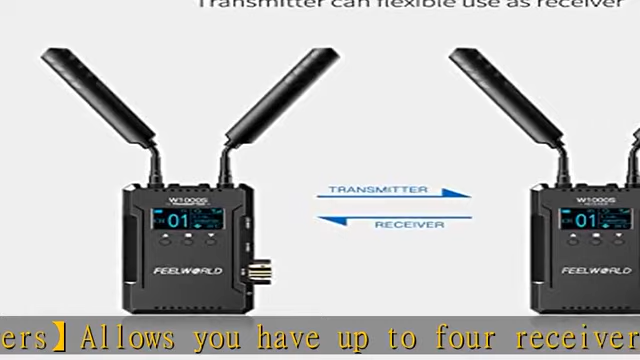 Transmitter can flexible use as receiver
W1000S
TRANSMITTER
01
FEELWORLD
TRANSMITTER
RECEIVER
W1000S
01
FEELWORLD
ers】Allows you have up to four receiver